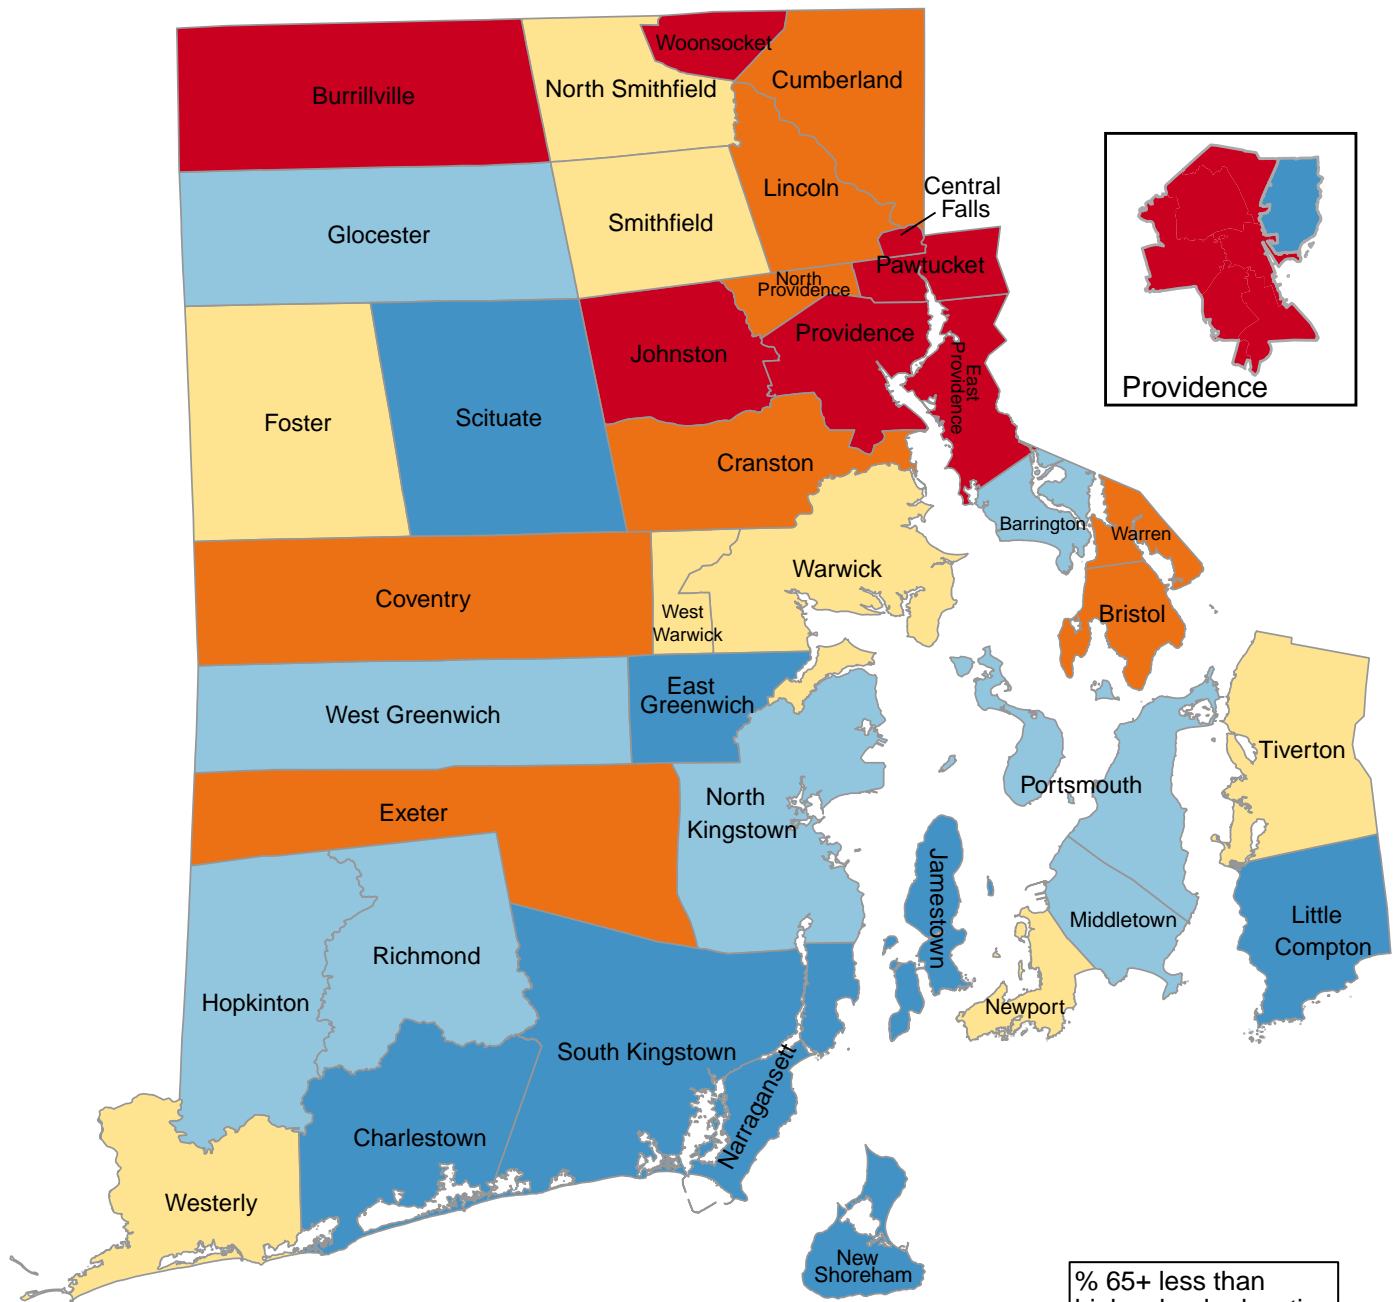 Woonsocket
Burrillville
North Smithfield
Cumberland
Lincoln
Central
Falls
Glocester
Smithfield
Pawtucket
North
Providence
Providence
Johnston
East
Providence
Providence
Foster
Scituate
Cranston
Barrington
Warren
Warwick
Coventry
West
Warwick
Bristol
East
Greenwich
West Greenwich
Tiverton
Portsmouth
North
Kingstown
Exeter
Jamestown
Middletown
Little
Compton
Richmond
Hopkinton
Newport
South Kingstown
Narragansett
Charlestown
Westerly
New
Shoreham
% 65+ less than